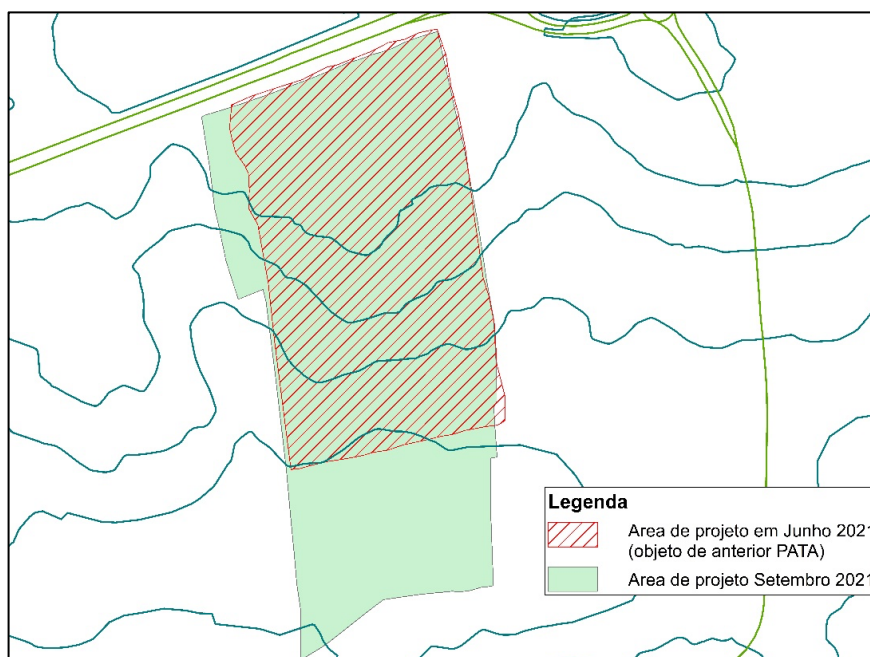 Legenda
Area de projeto em Junho 2021
(objeto de anterior PATA)
Area de projeto Setembro 2021